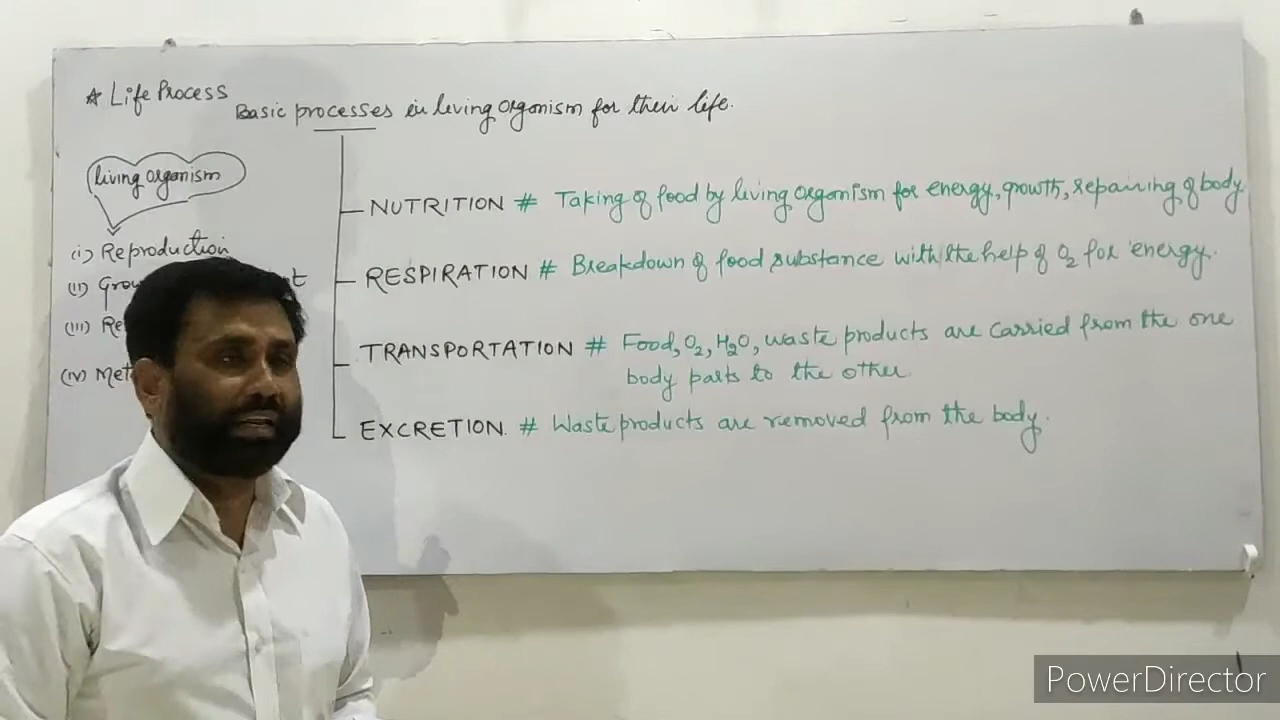 * Life Process
Basic processes in living organism for their life.
living organism
(i) Reproduction
(ii)
(iii)
(iv)
NUTRITION # Taking of food by living organism for energy, growth, repairing of body
RESPIRATION # Breakdown of food substance with the help of O2 for energy.
TRANSPORTATION # Food, O2, H2O, waste products are carried from the one
body parts to the other
EXCRETION. # Waste products are removed from the body.
PowerDirector